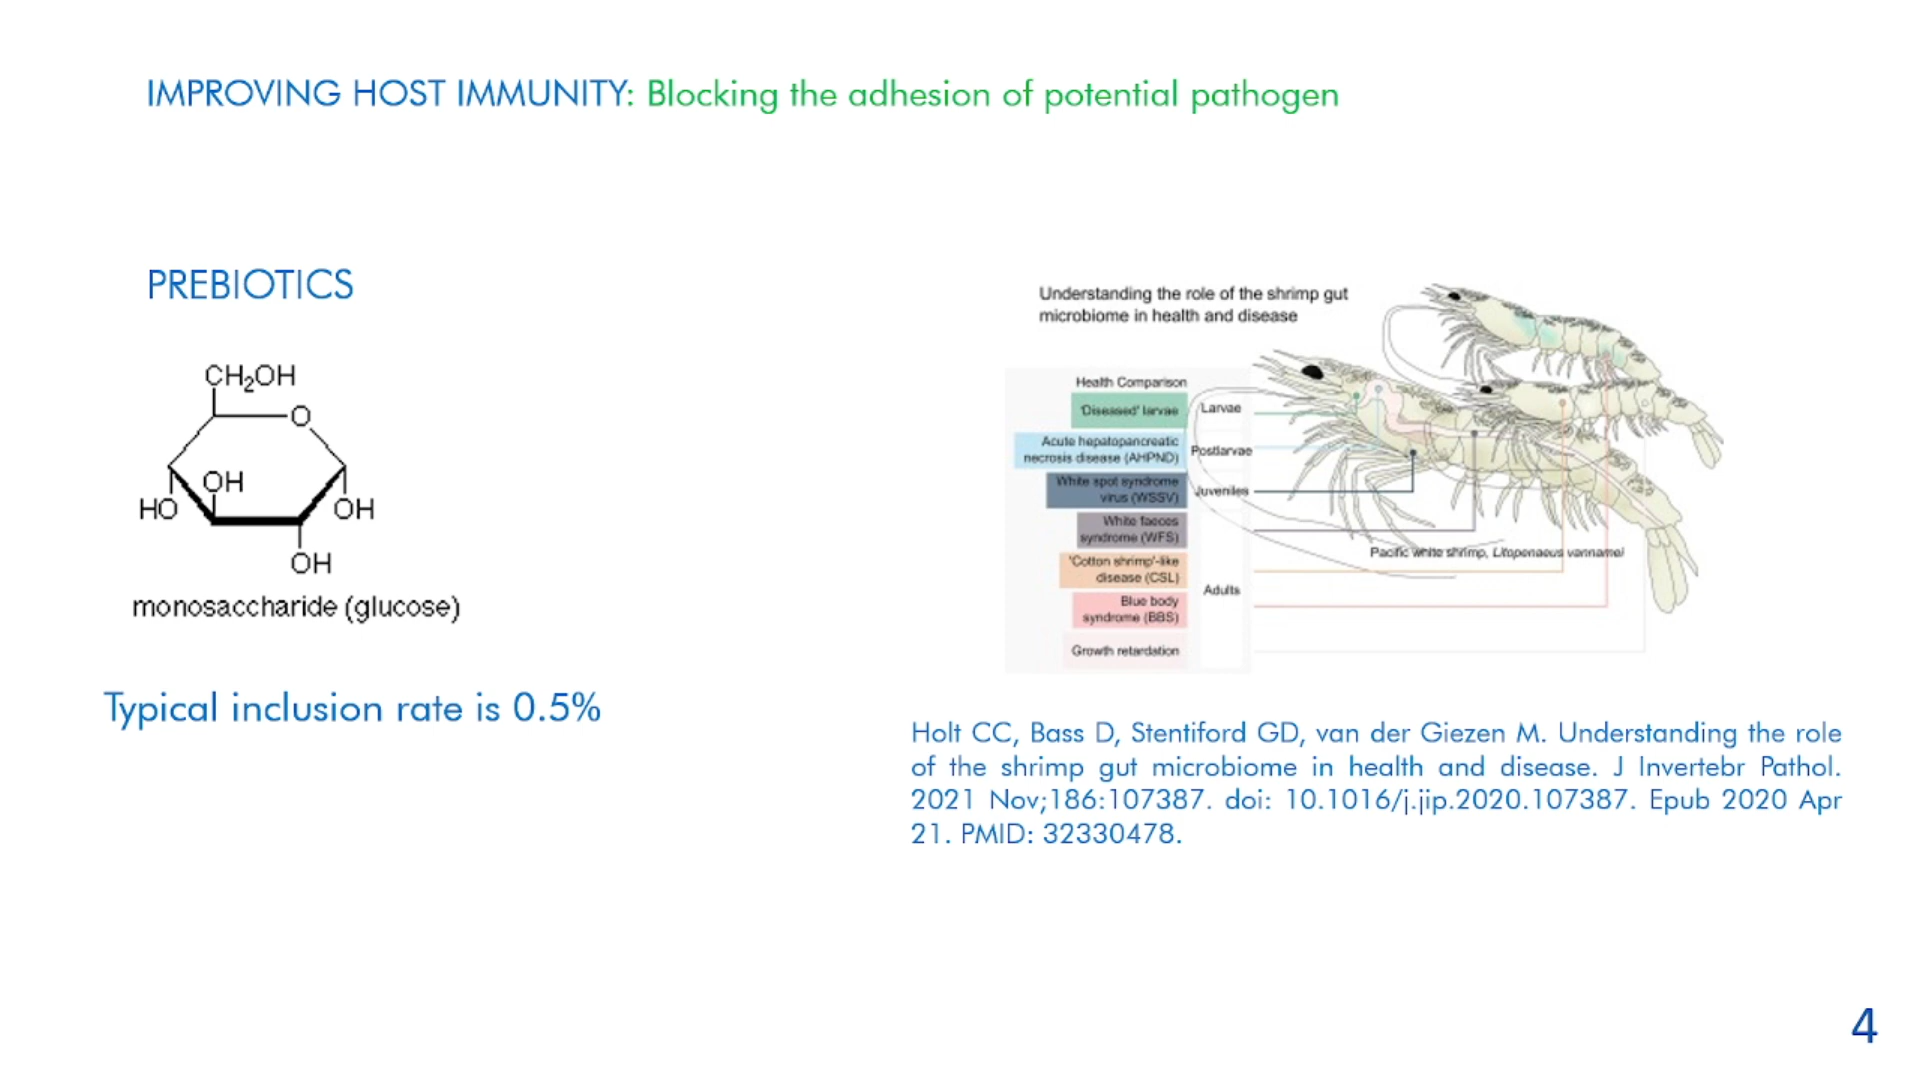 IMPROVING HOST IMMUNITY: Blocking the adhesion of potential pathogen
PREBIOTICS
CH₂OH
O
OH
HO
OH
OH
monosaccharide (glucose)
Typical inclusion rate is 0.5%
Understanding the role of the shrimp gut
microbiome in health and disease
Health Comparison
'Diseased' larvae
Larvae
Acute hepatopancreatic
necrosis disease (AHPND)
Postlarvae
White spot syndrome
virus (WSSV)
Juveniles
White faeces
syndrome (WFS)
'Cotton shrimp'-like
disease (CSL)
Blue body
syndrome (BBS)
Adults
Growth retardation
Pacific white shrimp, Litopenaeus vannamei
Holt CC, Bass D, Stentiford GD, van der Giezen M. Understanding the role
of the shrimp gut microbiome in health and disease. J Invertebr Pathol.
2021 Nov;186:107387. doi: 10.1016/j.jip.2020.107387. Epub 2020 Apr
21. PMID: 32330478.
4